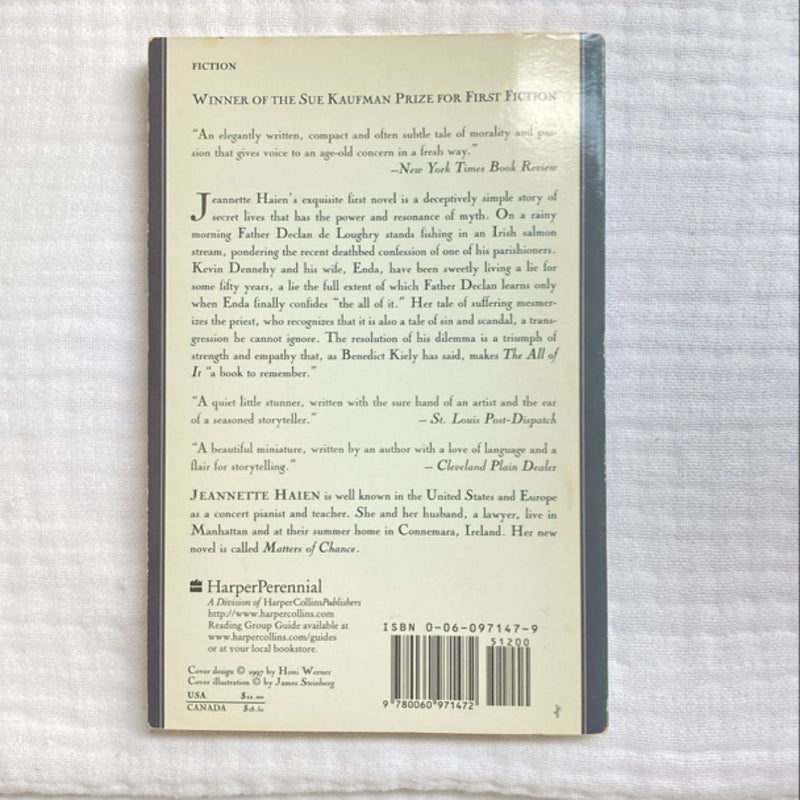 FICTION
WINNER OF THE SUE KAUFMAN PRIZE FOR FIRST FICTION
“An elegantly written, compact and often subtle tale of morality and pas-
sion that gives voice to an age-old concern in a fresh way.”
—New York Times Book Review
Jeannette Haien's exquisite first novel is a deceptively simple story of
secret lives that has the power and resonance of myth. On a rainy
morning Father Declan de Loughry stands fishing in an Irish salmon
stream, pondering the recent deathbed confession of one of his parishioners.
Kevin Dennehy and his wife, Enda, have been sweetly living a lie for
some fifty years, a lie the full extent of which Father Declan learns only
when Enda finally confides “the all of it.” Her tale of suffering mesmer-
izes the priest, who recognizes that it is also a tale of sin and scandal, a trans-
gression he cannot ignore. The resolution of his dilemma is a triumph of
strength and empathy that, as Benedict Kiely has said, makes The All of
It “a book to remember.”
“A quiet little stunner, written with the sure hand of an artist and the ear
of a seasoned storyteller.” — St. Louis Post-Dispatch
“A beautiful miniature, written by an author with a love of language and a
flair for storytelling.” — Cleveland Plain Dealer
JEANNETTE HAIEN is well known in the United States and Europe
as a concert pianist and teacher. She and her husband, a lawyer, live in
Manhattan and at their summer home in Connemara, Ireland. Her new
novel is called Matters of Chance.
HarperPerennial
A Division of HarperCollinsPublishers
http://www.harpercollins.com
Reading Group Guide available at
www.harpercollins.com/guides
or at your local bookstore.
Cover design © 1997 by Honi Werner
Cover illustration © by James Steinberg
USA $12.00
CANADA $18.50
ISBN 0-06-097147-9
51200
9 780060 971472